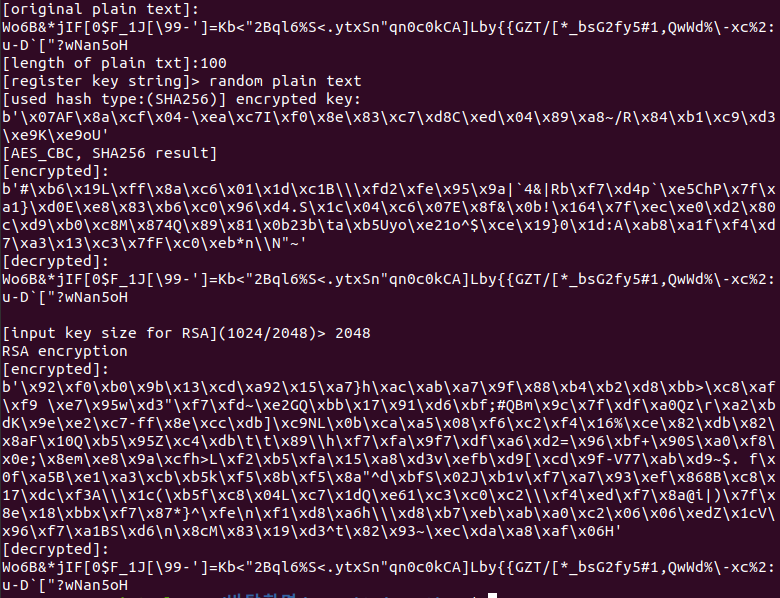 [original plain text]:
Wo6B&*jIF[0$F_1J[\99-']=Kb<"2Bql6%S<.ytxSn"qn0c0kCA]Lby{{GZT/[*_bsG2fy5#1,QwWd%\-xc%2:
u-D`["?wNan5oH
[length of plain txt]:100
[register key string]> random plain text
[used hash type:(SHA256)] encrypted key:
b'\x07AF\x8a\xcf\x04-\xea\xc7I\xf0\x8e\x83\xc7\xd8C\xed\x04\x89\xa8~/R\x84\xb1\xc9\xd3
\xe9K\xe9oU'
[AES_CBC, SHA256 result]
[encrypted]:
b'#\xb6\x19L\xff\x8a\xc6\x01\x1d\xc1B\\\xfd2\xfe\x95\x9a|`4&|Rb\xf7\xd4p`\xe5ChP\x7f\x
a1}\xd0E\xe8\x83\xb6\xc0\x96\xd4.S\x1c\x04\xc6\x07E\x8f&\x0b!\x164\x7f\xec\xe0\xd2\x80
c\xd9\xb0\xc8M\x874Q\x89\x81\x0b23b\ta\xb5Uyo\xe21o^$\xce\x19}0\x1d:A\xab8\xa1f\xf4\xd
7\xa3\x13\xc3\x7fF\xc0\xeb*n\\N"~'
[decrypted]:
Wo6B&*jIF[0$F_1J[\99-']=Kb<"2Bql6%S<.ytxSn"qn0c0kCA]Lby{{GZT/[*_bsG2fy5#1,QwWd%\-xc%2:
u-D`["?wNan5oH
[input key size for RSA](1024/2048)> 2048
RSA encryption
[encrypted]:
b'\x92\xf0\xb0\x9b\x13\xcd\xa92\x15\xa7}h\xac\xab\xa7\x9f\x88\xb4\xb2\xd8\xbb>\xc8\xaf
\xf9 \xe7\x95w\xd3"\xf7\xfd~\xe2GQ\xbb\x17\x91\xd6\xbf;#QBm\x9c\x7f\xdf\xa0Qz\r\xa2\xb
dK\x9e\xe2\xc7-ff\x8e\xcc\xdb]\xc9NL\x0b\xca\xa5\x08\xf6\xc2\xf4\x16%\xce\x82\xdb\x82\
x8aF\x10Q\xb5\x95Z\xc4\xdb\t\t\x89\\h\xf7\xfa\x9f7\xdf\xa6\xd2=\x96\xbf+\x90S\xa0\xf8\
x0e;\x8em\xe8\x9a\xcfh>L\xf2\xb5\xfa\x15\xa8\xd3v\xefb\xd9[\xcd\x9f-V77\xab\xd9~$. f\x
0f\xa5B\xe1\xa3\xcb\xb5k\xf5\x8b\xf5\x8a"^d\xbfS\x02J\xb1v\xf7\xa7\x93\xef\x868B\xc8\x
17\xdc\xf3A\\\x1c(\xb5f\xc8\x04L\xc7\x1dQ\xe61\xc3\xc0\xc2\\\xf4\xed\xf7\x8a@i|)\x7f\x
8e\x18\xbbx\xf7\x87*}^\xfe\n\xf1\xd8\xa6h\\\xd8\xb7\xeb\xab\xa0\xc2\x06\x06\xedZ\x1cV\
x96\xf7\xa1BS\xd6\n\x8cM\x83\x19\xd3^t\x82\x93~\xec\xda\xa8\xaf\x06H'
[decrypted]:
Wo6B&*jIF[0$F_1J[\99-']=Kb<"2Bql6%S<.ytxSn"qn0c0kCA]Lby{{GZT/[*_bsG2fy5#1,QwWd%\-xc%2:
u-D`["?wNan5oH